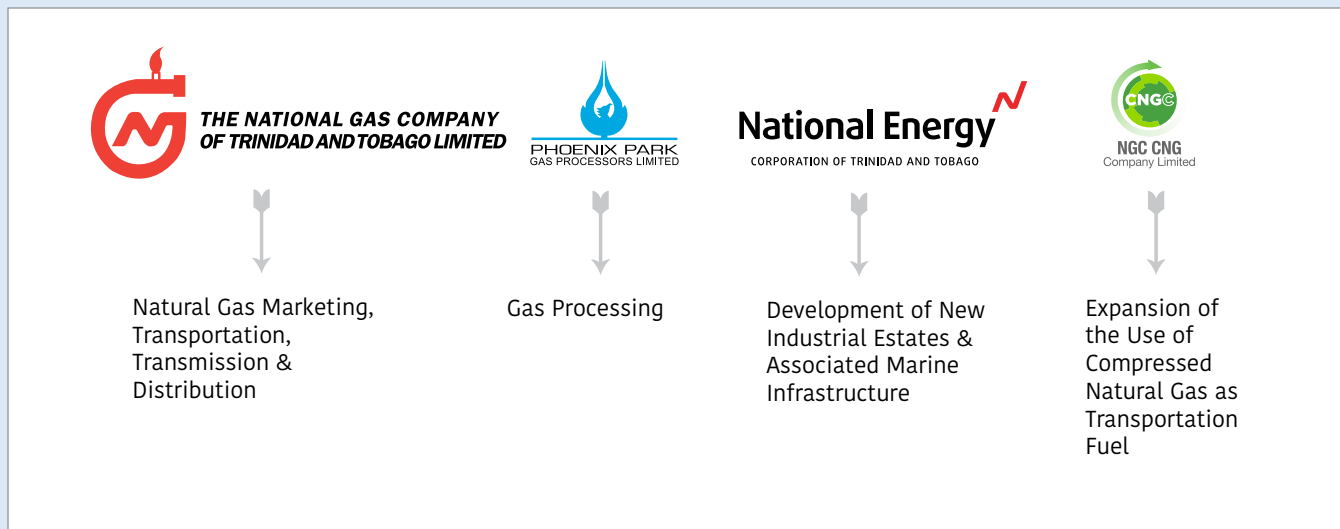 THE NATIONAL GAS COMPANY
OF TRINIDAD AND TOBAGO LIMITED
PHOENIX PARK
GAS PROCESSORS LIMITED
National Energy
CORPORATION OF TRINIDAD AND TOBAGO
CNGC
NGC CNG
Company Limited
Natural Gas Marketing,
Transportation,
Transmission &
Distribution
Gas Processing
Development of New
Industrial Estates &
Associated Marine
Infrastructure
Expansion of
the Use of
Compressed
Natural Gas as
Transportation
Fuel